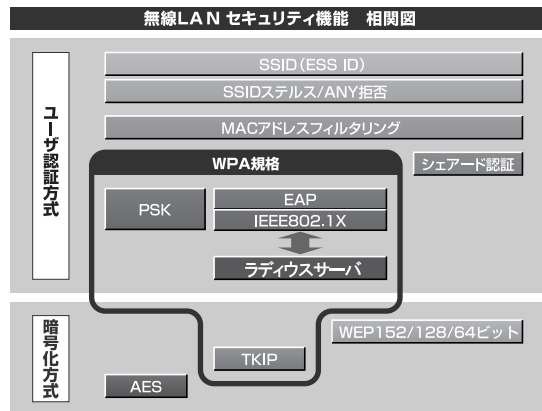 無線LAN セキュリティ機能　相関図
ユーザ認証方式
SSID(ESS ID)
SSIDステルス/ANY拒否
MACアドレスフィルタリング
WPA規格
シェアード認証
PSK
EAP
IEEE802.1X
ラディウスサーバ
暗号化方式
WEP152/128/64ビット
TKIP
AES